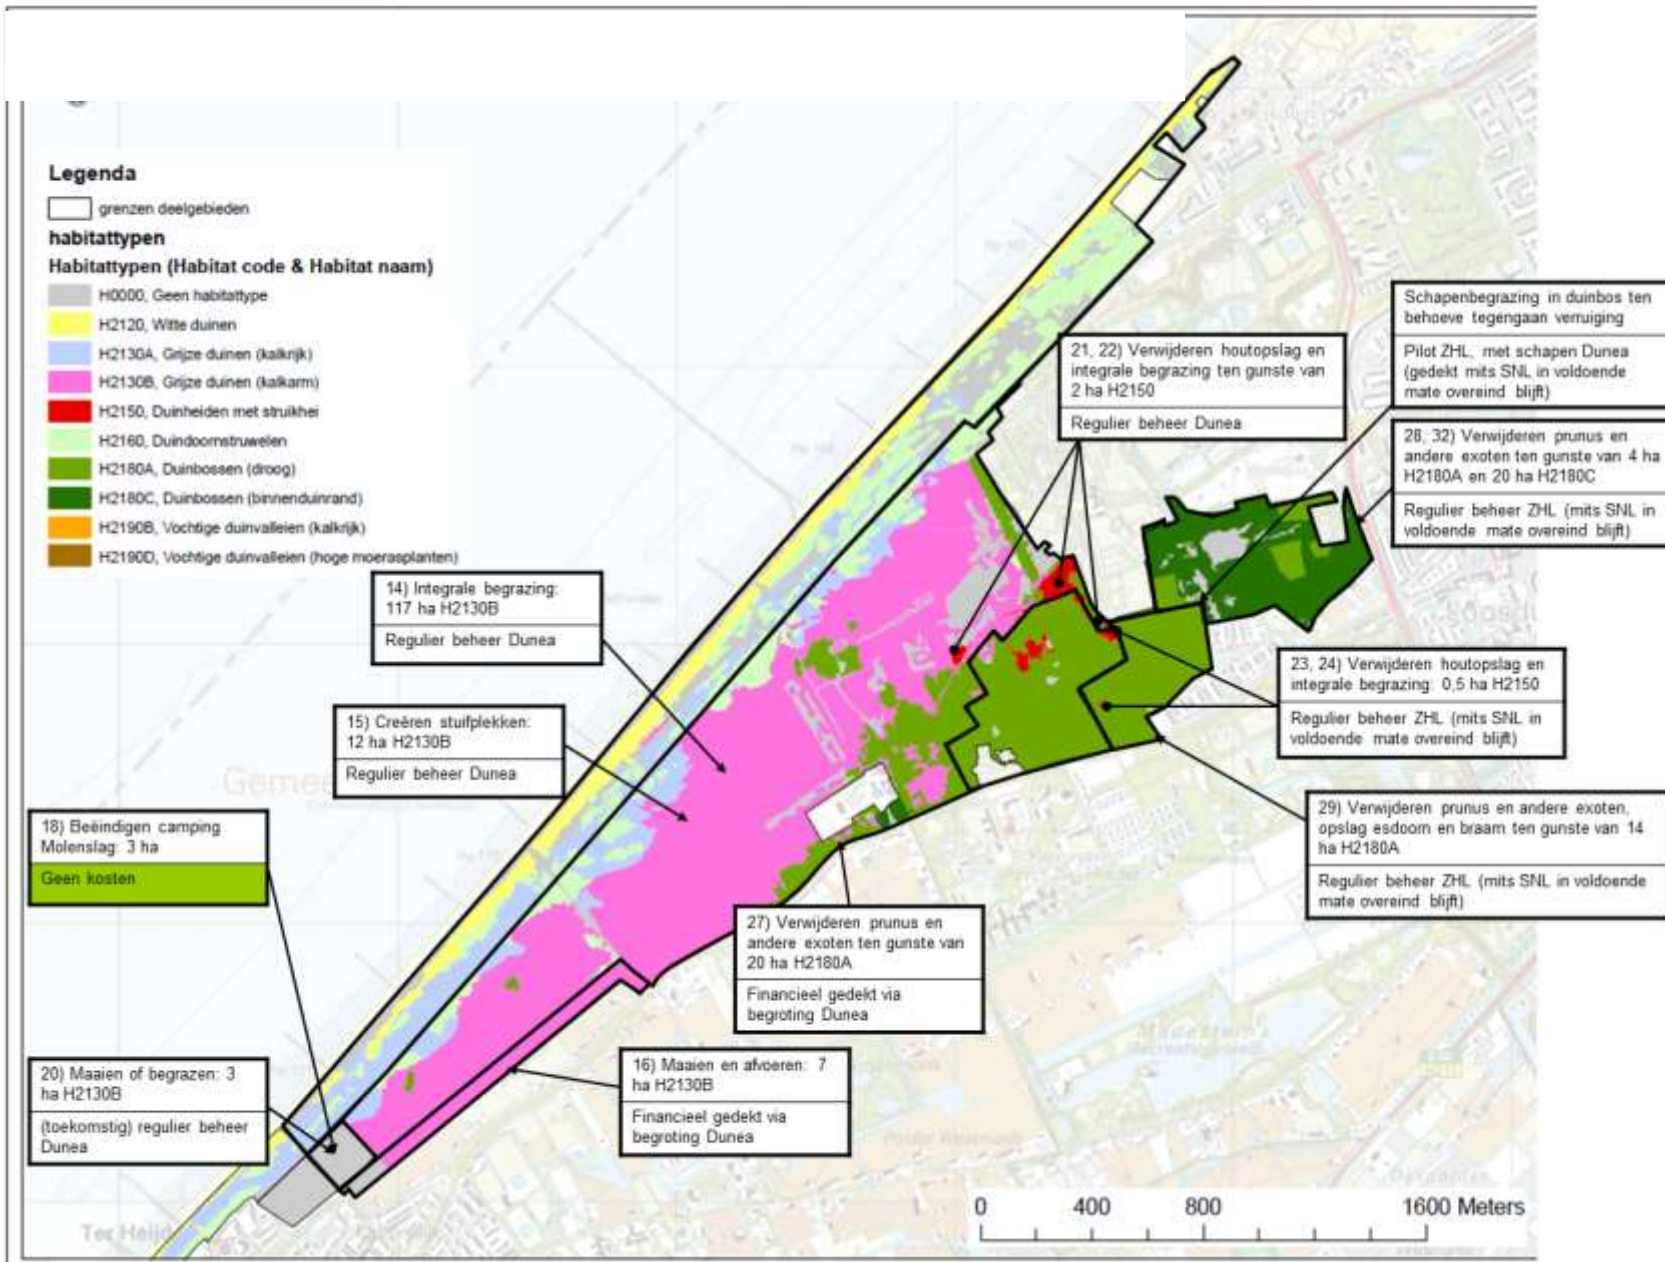 Legenda
grenzen deelgebieden
habitattypen
Habitattypen (Habitat code & Habitat naam)
H0000, Geen habitattype
H2120, Witte duinen
H2130A, Grijze duinen (kalkrijk)
H2130B, Grijze duinen (kalkarm)
H2150, Duinheiden met struikhei
H2160, Duindoornstruwelen
H2180A, Duinbossen (droog)
H2180C, Duinbossen (binnenduinrand)
H2190B, Vochtige duinvalleien (kalkrijk)
H2190D, Vochtige duinvalleien (hoge moerasplanten)
Schapenbegrazing in duinbos ten
behoeve tegengaan verruiging
Pilot ZHL, met schapen Dunea
(gedekt mits SNL in voldoende
mate overeind blijft)
21, 22) Verwijderen houtopslag en
integrale begrazing ten gunste van
2 ha H2150
Regulier beheer Dunea
28, 32) Verwijderen prunus en
andere exoten ten gunste van 4 ha
H2180A en 20 ha H2180C
Regulier beheer ZHL (mits SNL in
voldoende mate overeind blijft)
14) Integrale begrazing:
117 ha H2130B
Regulier beheer Dunea
23, 24) Verwijderen houtopslag en
integrale begrazing: 0,5 ha H2150
Regulier beheer ZHL (mits SNL in
voldoende mate overeind blijft)
15) Creëren stuifplekken:
12 ha H2130B
Regulier beheer Dunea
Gemee
18) Beëindigen camping
Molenslag: 3 ha
Geen kosten
29) Verwijderen prunus en andere exoten,
opslag esdoorn en braam ten gunste van 14
ha H2180A
Regulier beheer ZHL (mits SNL in voldoende
mate overeind blijft)
27) Verwijderen prunus en
andere exoten ten gunste van
20 ha H2180A
Financieel gedekt via
begroting Dunea
20) Maaien of begrazen: 3
ha H2130B
(toekomstig) regulier beheer
Dunea
16) Maaien en afvoeren: 7
ha H2130B
Financieel gedekt via
begroting Dunea
Ter Heijd
0 400 800 1600 Meters